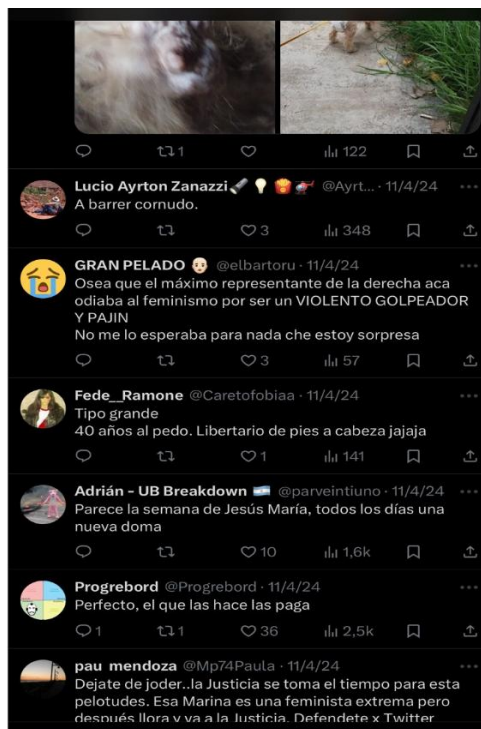 1 122
Lucio Ayrton Zanazzi @Ayrt... · 11/4/24
A barrer cornudo.
3 348
GRAN PELADO @elbartoru · 11/4/24
Osea que el máximo representante de la derecha aca
odiaba al feminismo por ser un VIOLENTO GOLPEADOR
Y PAJIN
No me lo esperaba para nada che estoy sorpresa
3 57
Fede__Ramone @Caretofobiaa · 11/4/24
Tipo grande
40 años al pedo. Libertario de pies a cabeza jajaja
1 141
Adrián - UB Breakdown @parveintiuno · 11/4/24
Parece la semana de Jesús María, todos los días una
nueva doma
10 1,6k
Progrebord @Progrebord · 11/4/24
Perfecto, el que las hace las paga
1 1 36 2,5k
pau mendoza @Mp74Paula · 11/4/24
Dejate de joder..la Justicia se toma el tiempo para esta
pelotudes. Esa Marina es una feminista extrema pero
después llora y va a la Justicia. Defendete x Twitter